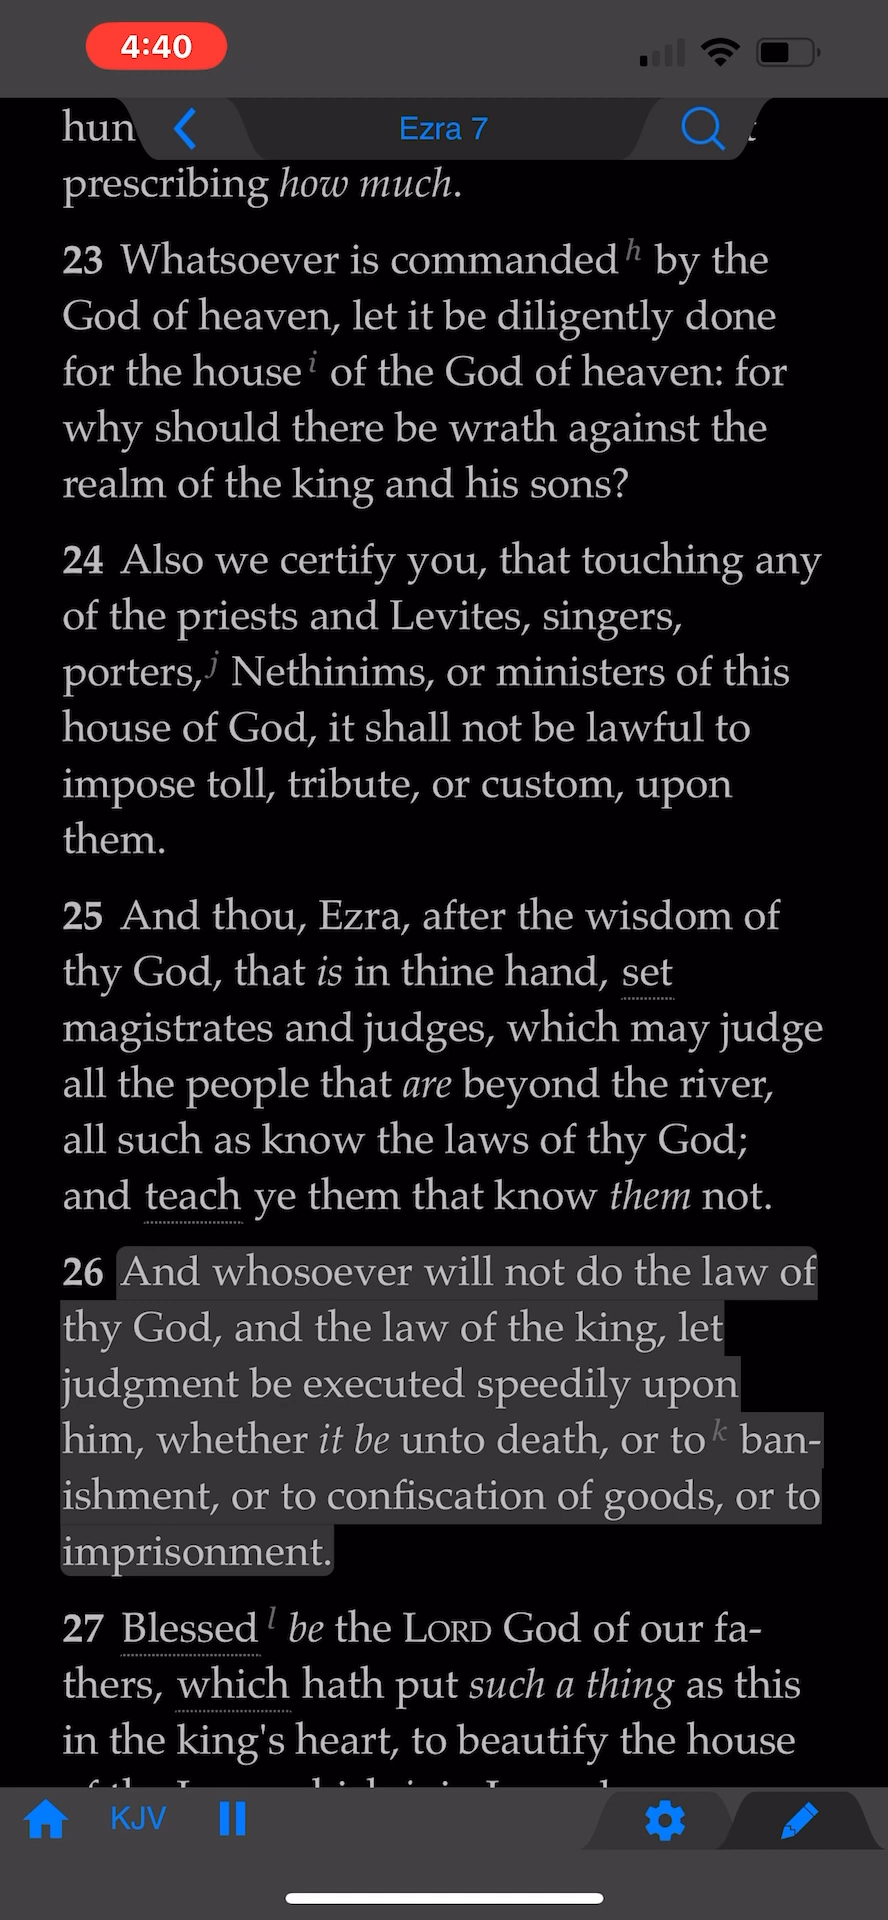 4:40
hun
Ezra 7
prescribing how much.
23 Whatsoever is commanded h by the
God of heaven, let it be diligently done
for the house i of the God of heaven: for
why should there be wrath against the
realm of the king and his sons?
24 Also we certify you, that touching any
of the priests and Levites, singers,
porters, j Nethinims, or ministers of this
house of God, it shall not be lawful to
impose toll, tribute, or custom, upon
them.
25 And thou, Ezra, after the wisdom of
thy God, that is in thine hand, set
magistrates and judges, which may judge
all the people that are beyond the river,
all such as know the laws of thy God;
and teach ye them that know them not.
26 And whosoever will not do the law of
thy God, and the law of the king, let
judgment be executed speedily upon
him, whether it be unto death, or to k ban-
ishment, or to confiscation of goods, or to
imprisonment.
27 Blessed l be the LORD God of our fa-
thers, which hath put such a thing as this
in the king's heart, to beautify the house
KJV